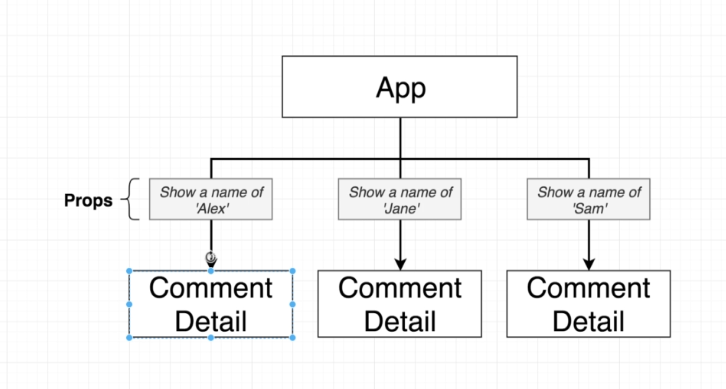 App
Props
Show a name of
'Alex'
Show a name of
'Jane'
Show a name of
'Sam'
Comment
Detail
Comment
Detail
Comment
Detail